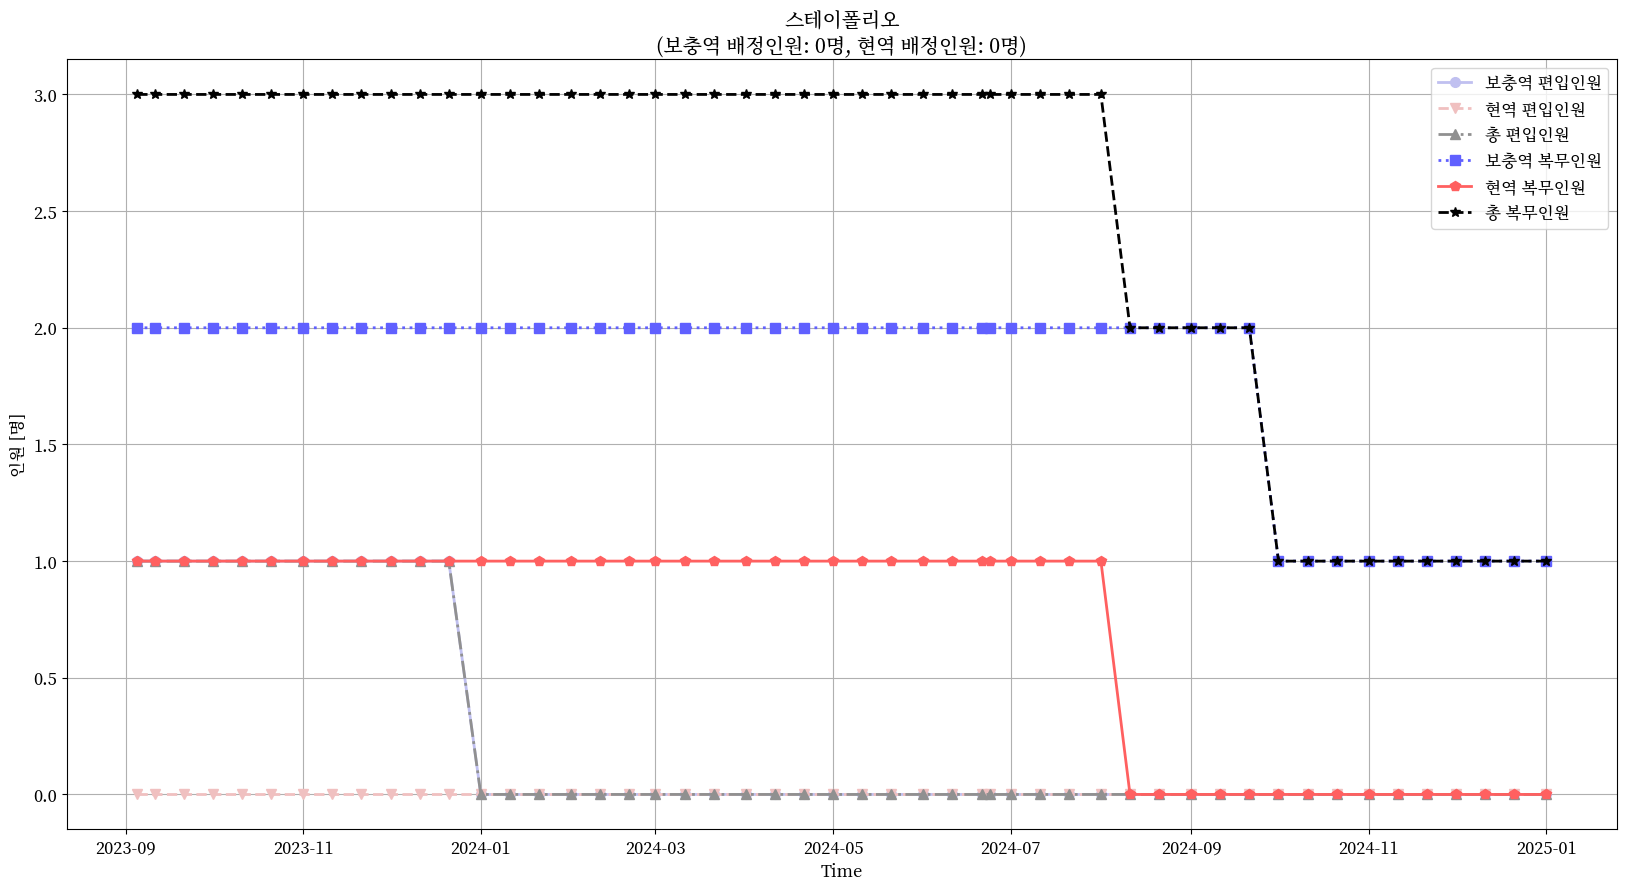 스테이폴리오
(보충역 배정인원: 0명, 현역 배정인원: 0명)
보충역 편입인원
현역 편입인원
총 편입인원
보충역 복무인원
현역 복무인원
총 복무인원
인원 [명]
3.0
2.5
2.0
1.5
1.0
0.5
0.0
2023-09
2023-11
2024-01
2024-03
2024-05
2024-07
2024-09
2024-11
2025-01
Time